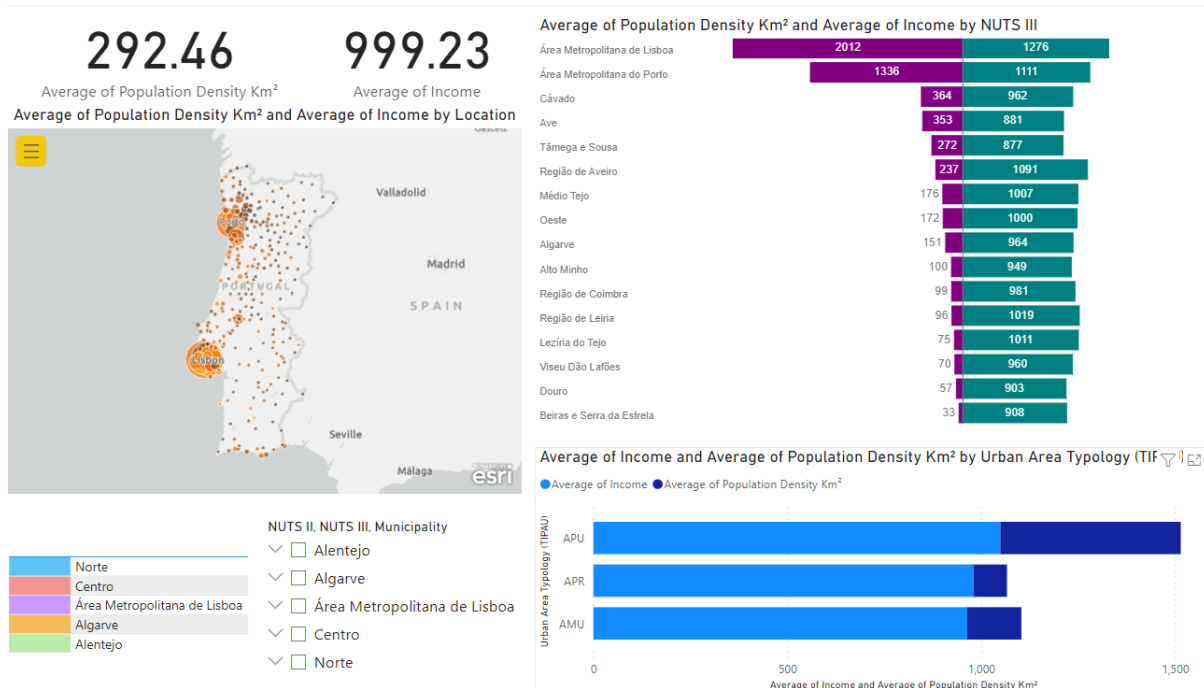 292.46
Average of Population Density Km²
999.23
Average of Income
Average of Population Density Km² and Average of Income by Location
Valladolid
Porto
Madrid
PORTUGAL
SPAIN
Lisbon
Seville
Málaga
POWERED BY
esri
Norte
Centro
Área Metropolitana de Lisboa
Algarve
Alentejo
NUTS II, NUTS III, Municipality
Alentejo
Algarve
Área Metropolitana de Lisboa
Centro
Norte
Average of Population Density Km² and Average of Income by NUTS III
Área Metropolitana de Lisboa 2012 1276
Área Metropolitana do Porto 1336 1111
Cávado 364 962
Ave 353 881
Tâmega e Sousa 272 877
Região de Aveiro 237 1091
Médio Tejo 176 1007
Oeste 172 1000
Algarve 151 964
Alto Minho 100 949
Região de Coimbra 99 981
Região de Leiria 96 1019
Lezíria do Tejo 75 1011
Viseu Dão Lafões 70 960
Douro 57 903
Beiras e Serra da Estrela 33 908
Average of Income and Average of Population Density Km² by Urban Area Typology
Average of Income Average of Population Density Km²
Urban Area Typology (TIPAU)
APU
APR
AMU
0 500 1,000 1,500
Average of Income and Average of Population Density Km²